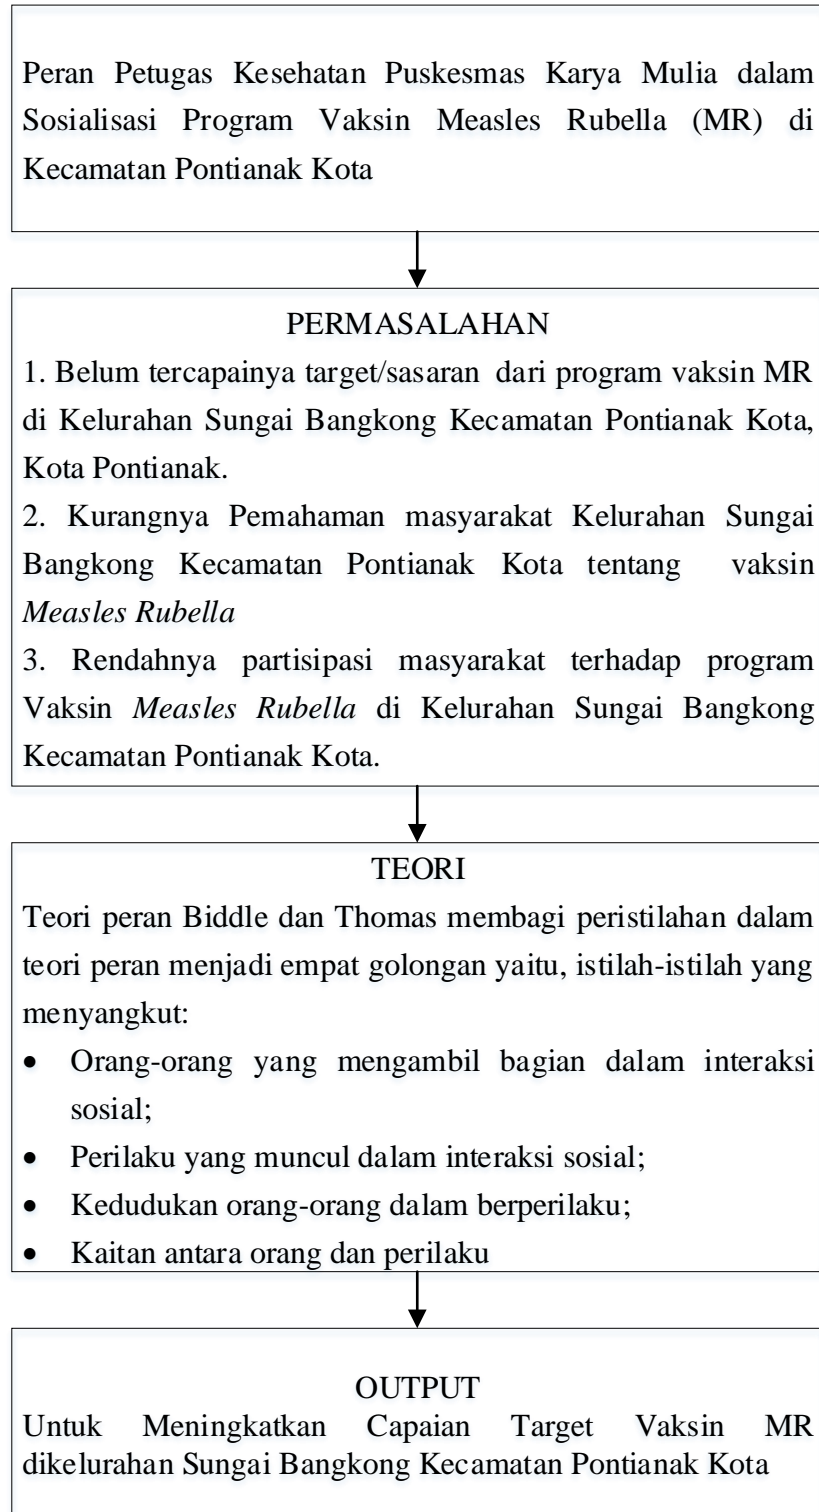 Peran Petugas Kesehatan Puskesmas Karya Mulia dalam
Sosialisasi Program Vaksin Measles Rubella (MR) di
Kecamatan Pontianak Kota
PERMASALAHAN
1. Belum tercapainya target/sasaran dari program vaksin MR
di Kelurahan Sungai Bangkong Kecamatan Pontianak Kota,
Kota Pontianak.
2. Kurangnya Pemahaman masyarakat Kelurahan Sungai
Bangkong Kecamatan Pontianak Kota tentang vaksin
Measles Rubella
3. Rendahnya partisipasi masyarakat terhadap program
Vaksin Measles Rubella di Kelurahan Sungai Bangkong
Kecamatan Pontianak Kota.
TEORI
Teori peran Biddle dan Thomas membagi peristilahan dalam
teori peran menjadi empat golongan yaitu, istilah-istilah yang
menyangkut:
• Orang-orang yang mengambil bagian dalam interaksi
sosial;
• Perilaku yang muncul dalam interaksi sosial;
• Kedudukan orang-orang dalam berperilaku;
• Kaitan antara orang dan perilaku
OUTPUT
Untuk Meningkatkan Capaian Target Vaksin MR
dikelurahan Sungai Bangkong Kecamatan Pontianak Kota